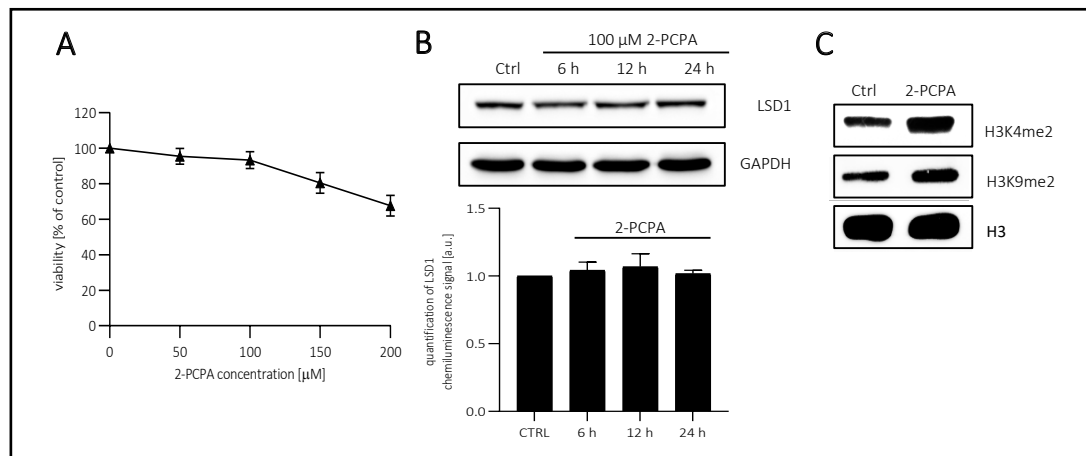 A
120
100
80
60
40
20
0
0 50 100 150 200
viability [% of control]
2-PCPA concentration [μM]
B
100 μM 2-PCPA
Ctrl 6 h 12 h 24 h
LSD1
GAPDH
1.5
1.0
0.5
0.0
quantification of LSD1
chemiluminescence signal [a.u.]
2-PCPA
CTRL 6 h 12 h 24 h
C
Ctrl 2-PCPA
H3K4me2
H3K9me2
H3